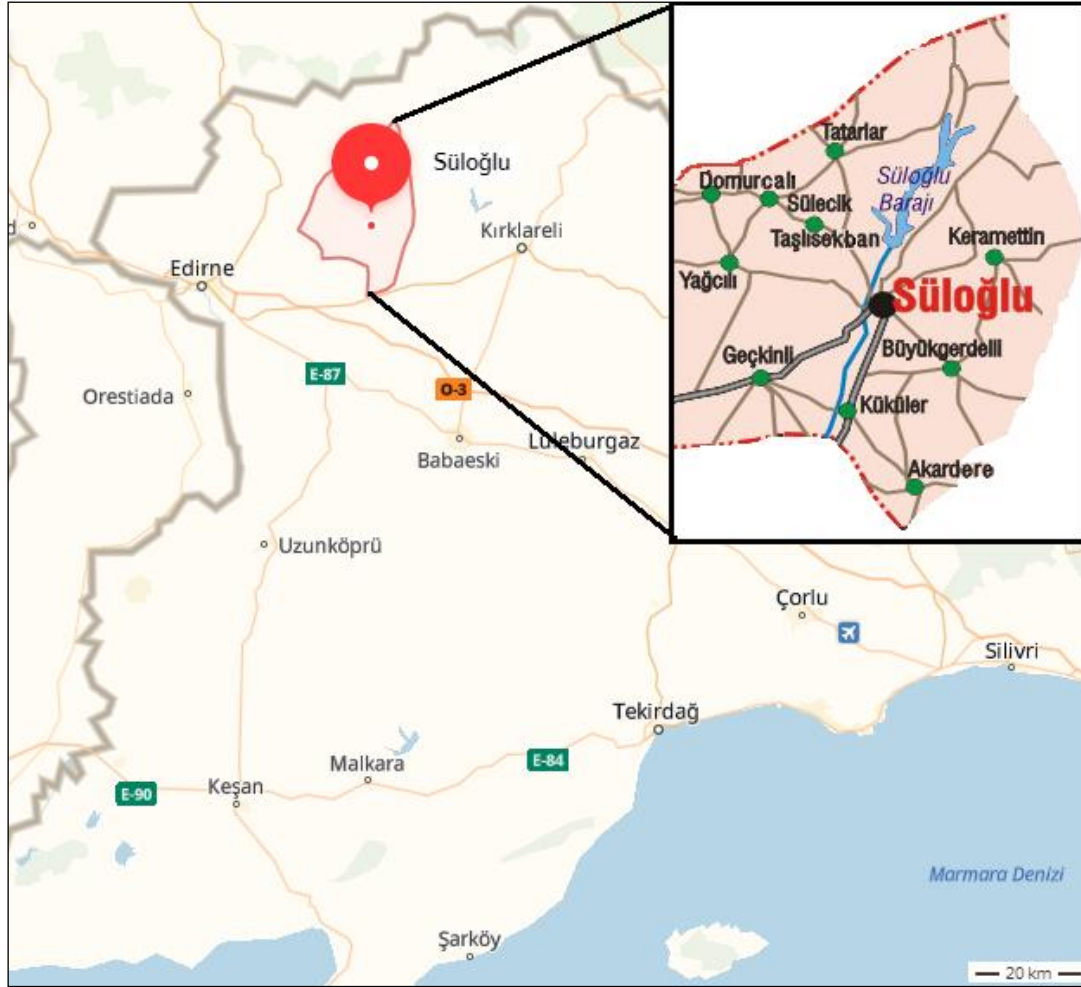 Süloğlu
Kırklareli
Edirne
E-87
O-3
Orestiada
Babaeski
Lüleburgaz
Uzunköprü
Çorlu
Silivri
Tekirdağ
Malkara
E-84
E-90
Keşan
Marmara Denizi
Şarköy
20 km
Tatarlar
Domurcalı
Süloğlu
Barajı
Sülecik
Taşlısekban
Keramettin
Yağcılı
Süloğlu
Geçkinli
Büyükgerdelli
Küküler
Akardere